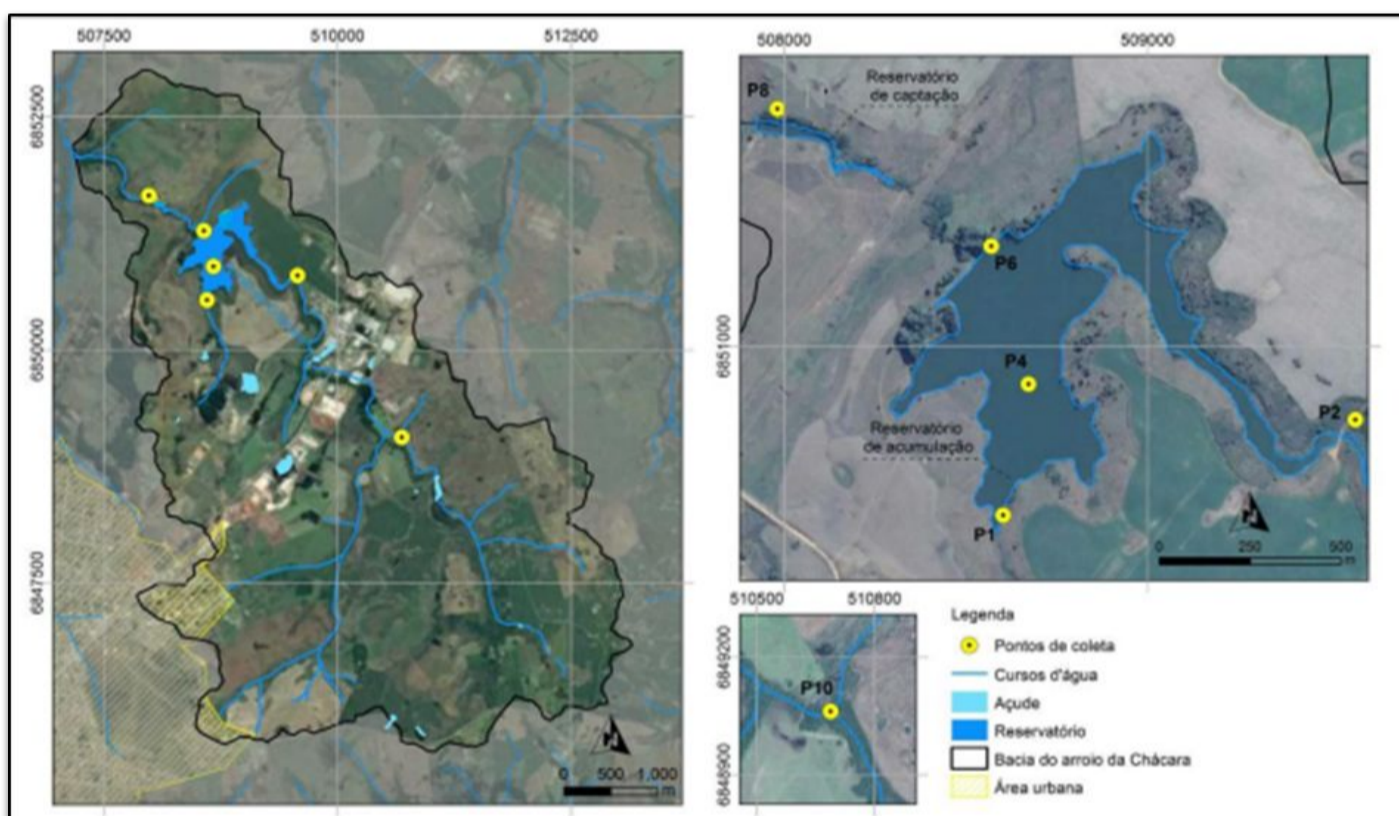 507500
510000
512500
6852500
6850000
6847500
0 500 1,000
m
508000
509000
6851000
P8
Reservatório
de captação
P6
P4
P2
Reservatório
de acumulação
P1
0 250 500
m
510500
510800
6849200
6848900
P10
Legenda
Pontos de coleta
Cursos d'água
Açude
Reservatório
Bacia do arroio da Chácara
Área urbana